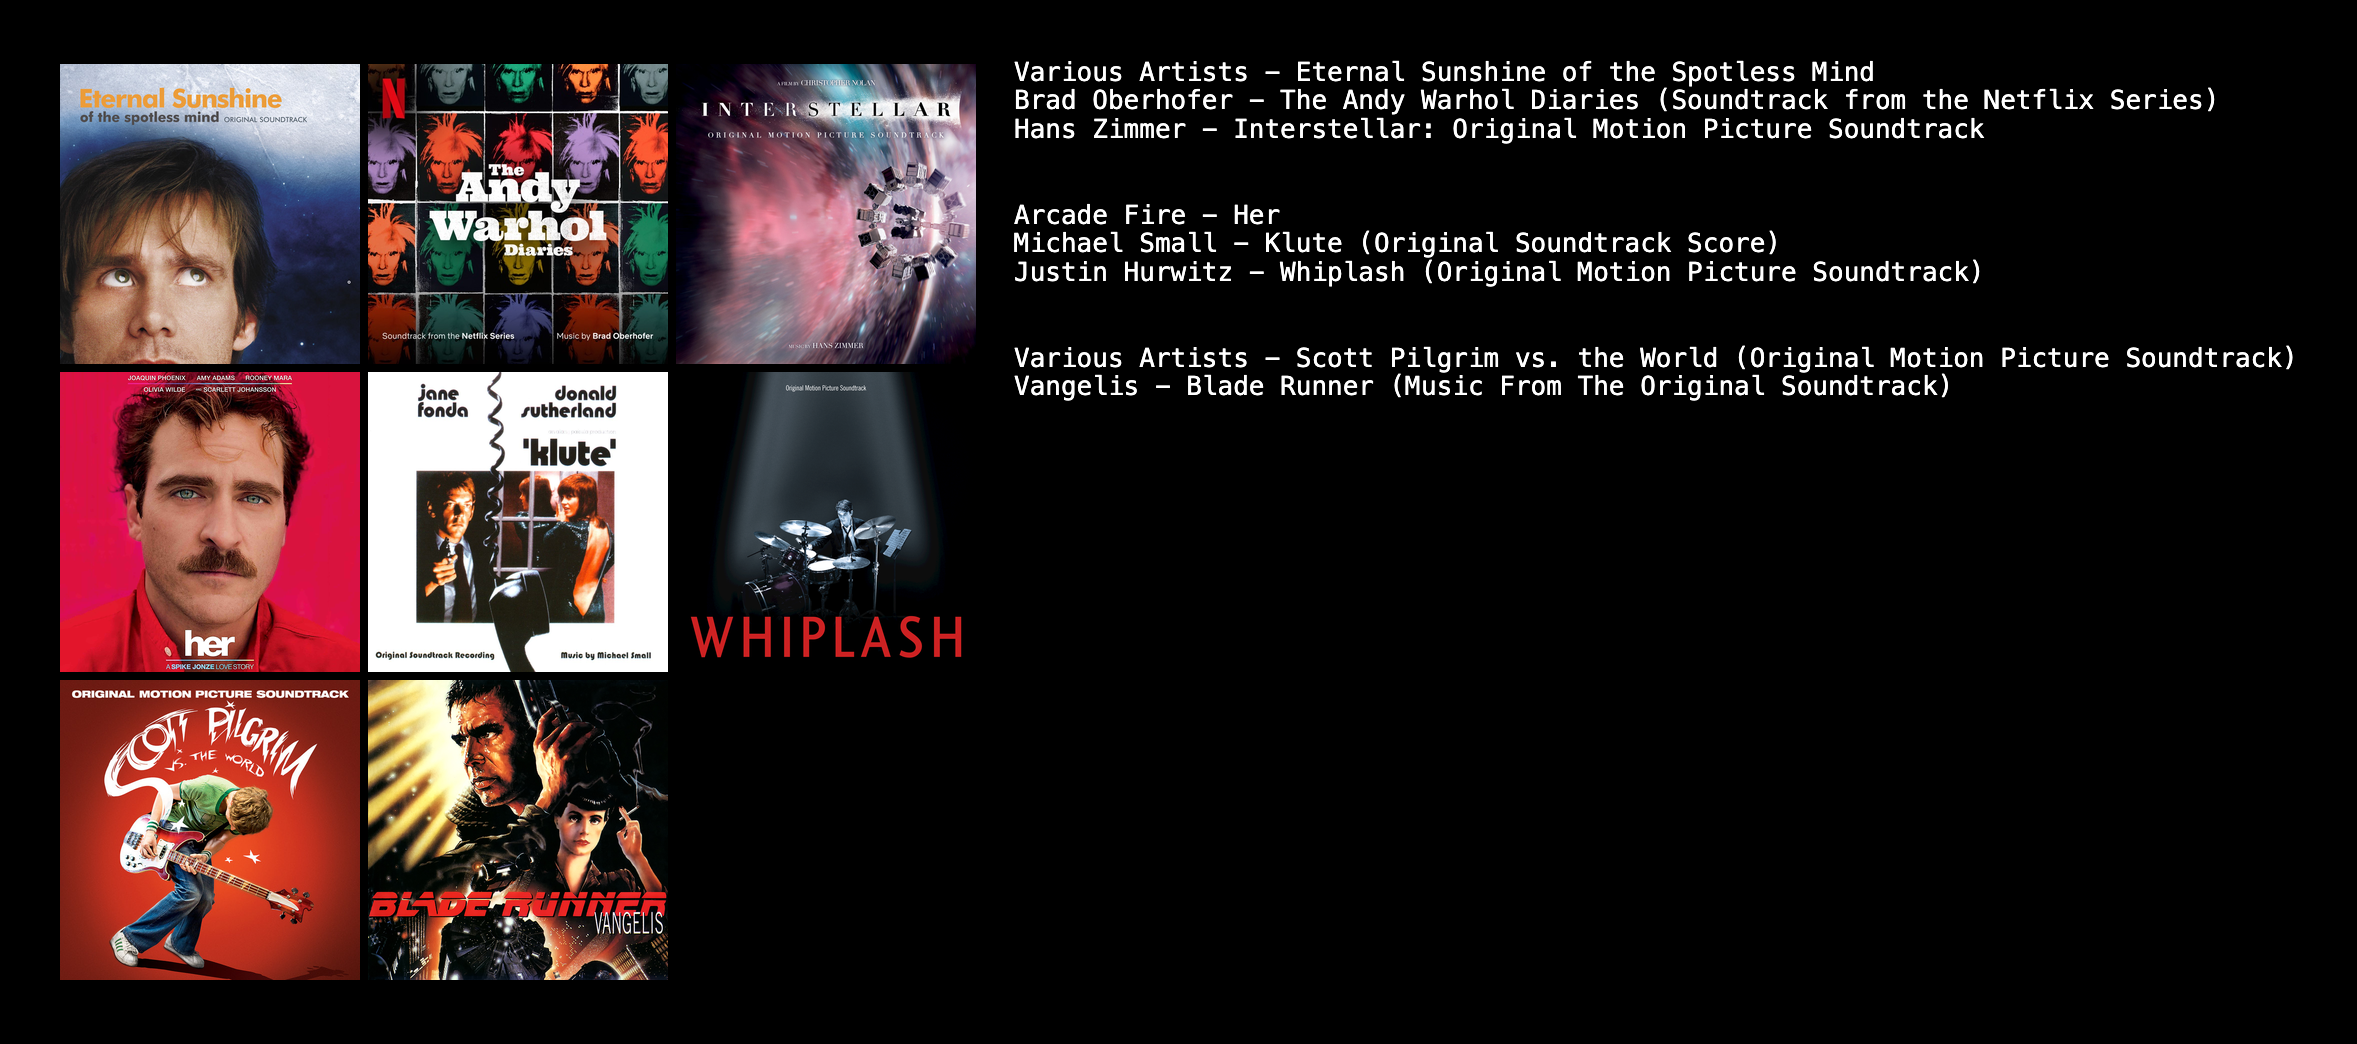 Eternal Sunshine
of the spotless mind ORIGINAL SOUNDTRACK
N
The
Andy
Warhol
Diaries
Soundtrack from the Netflix Series
Music by Brad Oberhofer
A FILM BY CHRISTOPHER NOLAN
INTERSTELLAR
ORIGINAL MOTION PICTURE SOUNDTRACK
MUSIC BY HANS ZIMMER
JOAQUIN PHOENIX AMY ADAMS ROONEY MARA
OLIVIA WILDE AND SCARLETT JOHANSSON
her
A SPIKE JONZE LOVE STORY
jane
fonda
donald
sutherland
'klute'
Original Soundtrack Recording
Music by Michael Small
Original Motion Picture Soundtrack
WHIPLASH
ORIGINAL MOTION PICTURE SOUNDTRACK
SCOTT PILGRIM
VS. THE WORLD
BLADE RUNNER
VANGELIS
Various Artists – Eternal Sunshine of the Spotless Mind
Brad Oberhofer – The Andy Warhol Diaries (Soundtrack from the Netflix Series)
Hans Zimmer – Interstellar: Original Motion Picture Soundtrack
Arcade Fire – Her
Michael Small – Klute (Original Soundtrack Score)
Justin Hurwitz – Whiplash (Original Motion Picture Soundtrack)
Various Artists – Scott Pilgrim vs. the World (Original Motion Picture Soundtrack)
Vangelis – Blade Runner (Music From The Original Soundtrack)